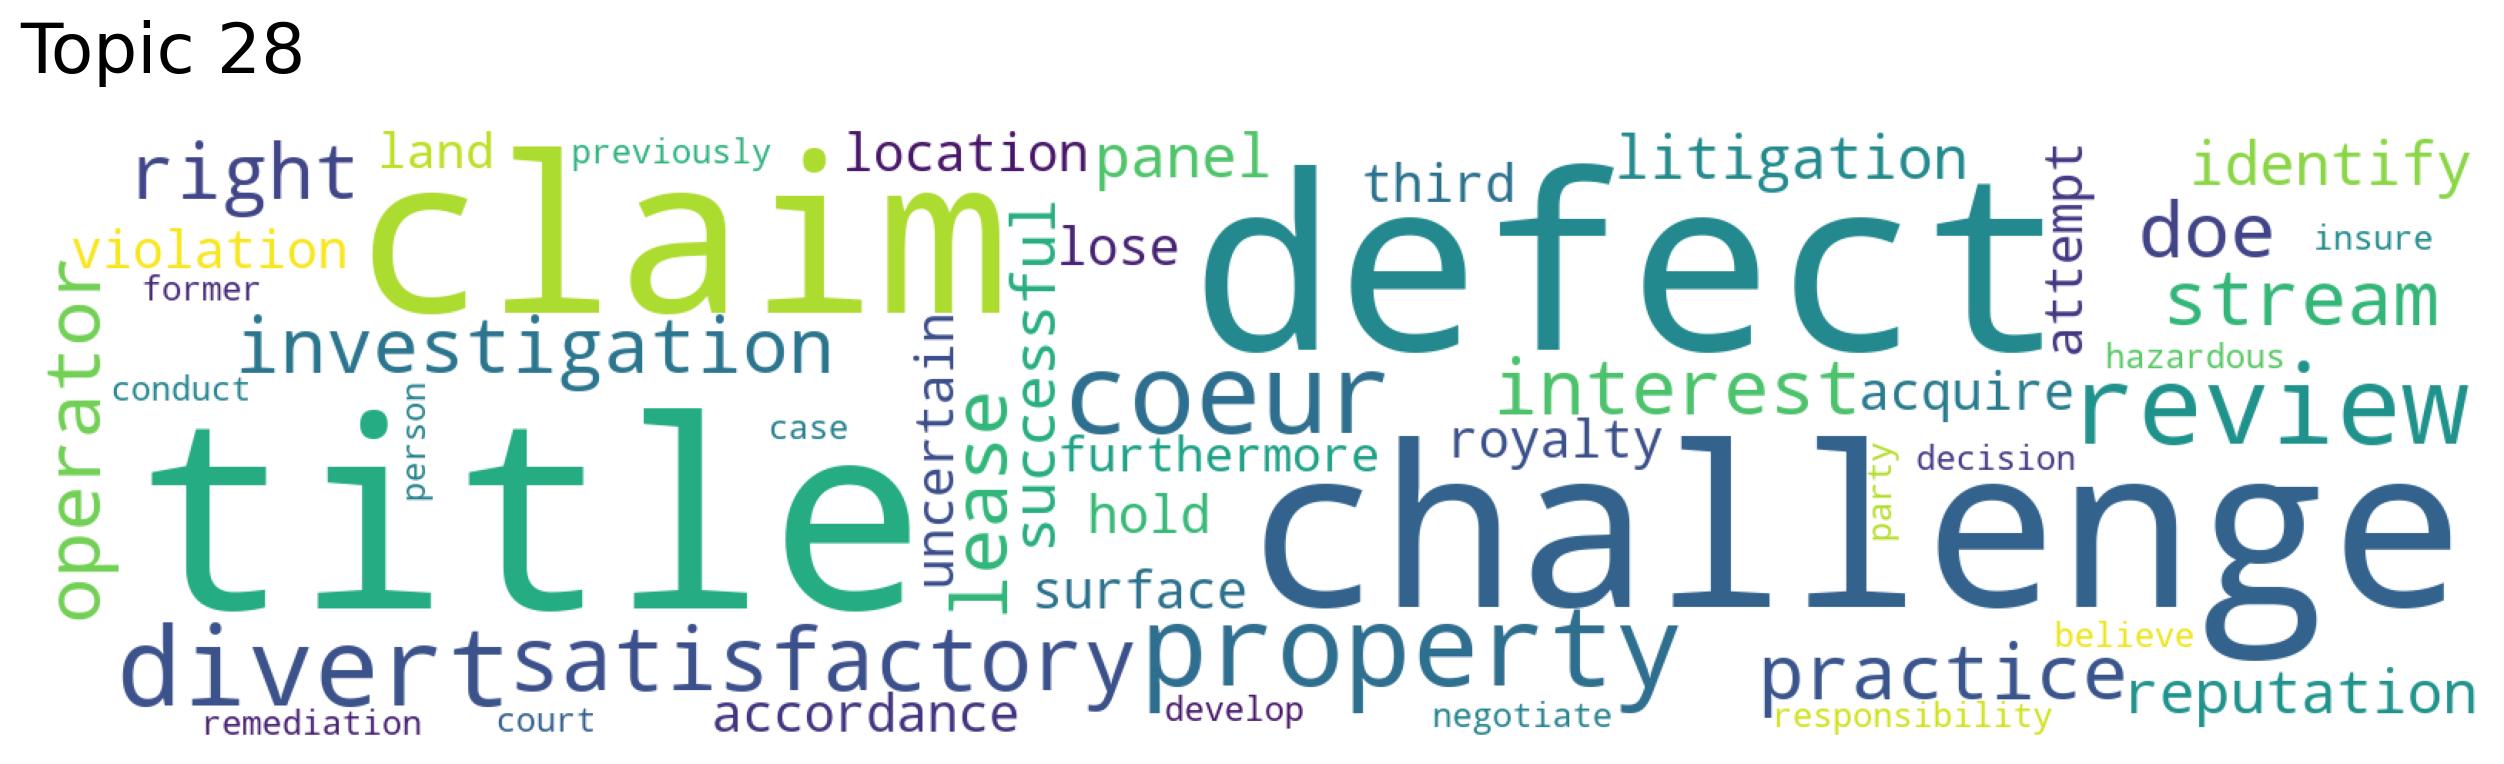 Topic 28
right
land
previously
location
panel
third
litigation
identify
claim
defect
attempt
doe
insure
violation
former
successful
lose
stream
operator
investigation
uncertain
hazardous
conduct
person
coeur
interest
acquire
review
title
case
lease
furthermore
royalty
party
decision
hold
challenge
surface
divert
satisfactory
property
believe
practice
reputation
remediation
court
accordance
develop
negotiate
responsibility